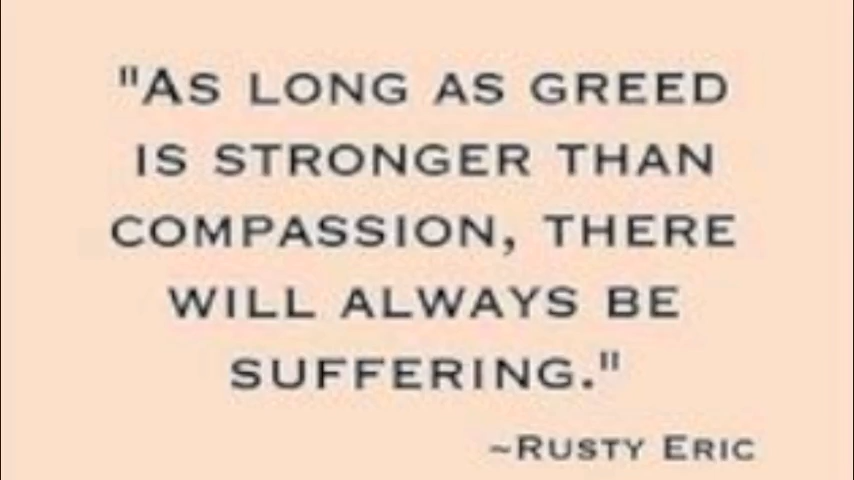 "As long as greed
is stronger than
compassion, there
will always be
suffering."
~Rusty Eric